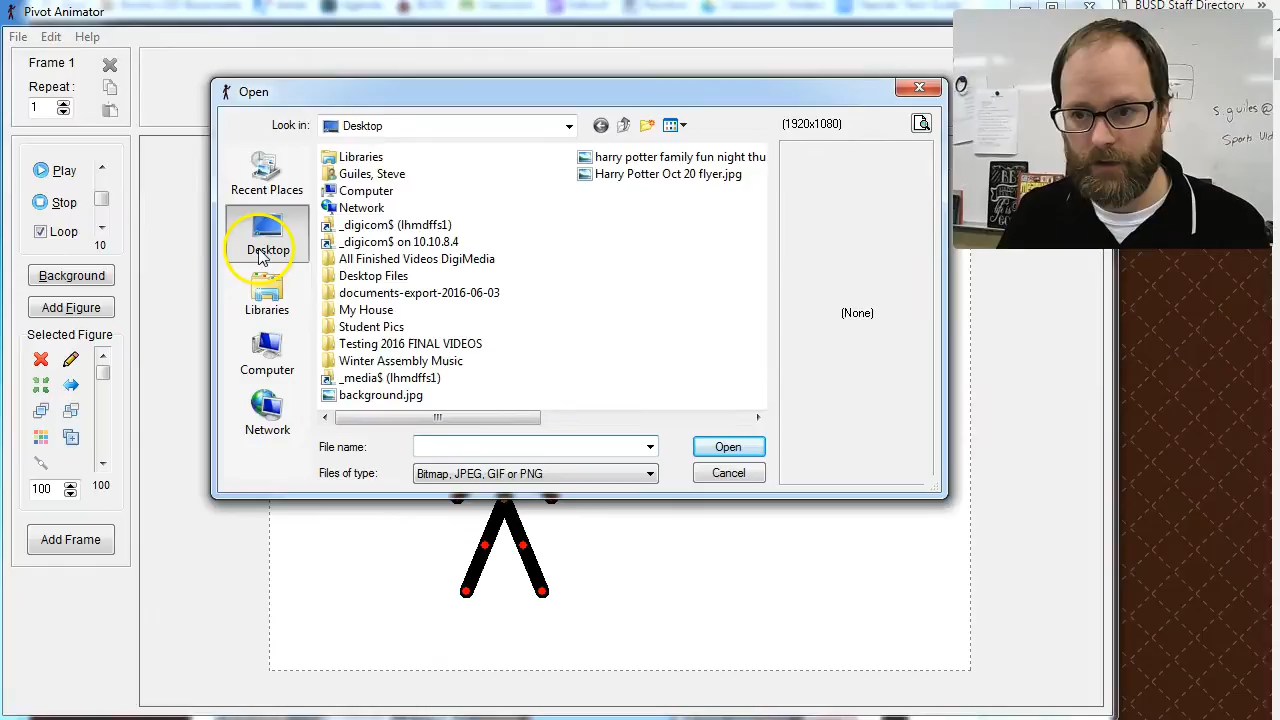 Pivot Animator
BUSD Staff Directory »
File Edit Help
Frame 1
Repeat :
1
Play
Stop
Loop
10
Background
Add Figure
Selected Figure
100
100
Add Frame
Open
Desktop
(1920x1080)
Recent Places
Desktop
Libraries
Computer
Network
Libraries
Guiles, Steve
Computer
Network
_digicom$ (lhmdffs1)
_digicom$ on 10.10.8.4
All Finished Videos Dig\Media
Desktop Files
documents-export-2016-06-03
My House
Student Pics
Testing 2016 FINAL VIDEOS
Winter Assembly Music
_media$ (lhmdffs1)
background.jpg
harry potter family fun night thu
Harry Potter Oct 20 flyer.jpg
(None)
File name:
Open
Files of type:
Bitmap, JPEG, GIF or PNG
Cancel
s.guiles@
Sports Vid